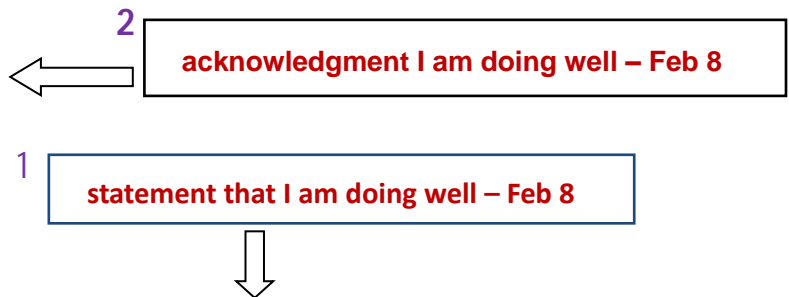 2
acknowledgment I am doing well – Feb 8
1
statement that I am doing well – Feb 8